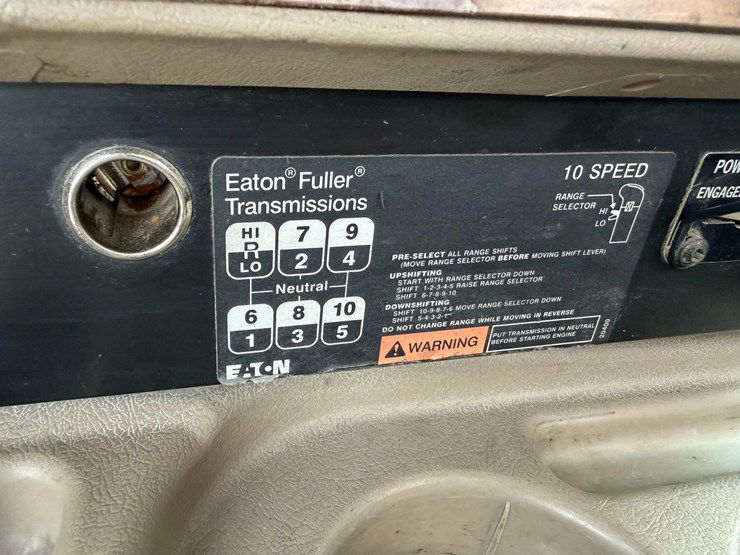 Eaton® Fuller®
Transmissions
10 SPEED
RANGE
SELECTOR
HI
LO
HI
R
LO
7
2
9
4
Neutral
6
1
8
3
10
5
PRE-SELECT ALL RANGE SHIFTS
(MOVE RANGE SELECTOR BEFORE MOVING SHIFT LEVER)
UPSHIFTING
START WITH RANGE SELECTOR DOWN
SHIFT 1-2-3-4-5 RAISE RANGE SELECTOR
SHIFT 6-7-8-9-10
DOWNSHIFTING
SHIFT 10-9-8-7-6 MOVE RANGE SELECTOR DOWN
SHIFT 5-4-3-2-1
DO NOT CHANGE RANGE WHILE MOVING IN REVERSE
WARNING
PUT TRANSMISSION IN NEUTRAL
BEFORE STARTING ENGINE
EATON
POW
ENGAGE